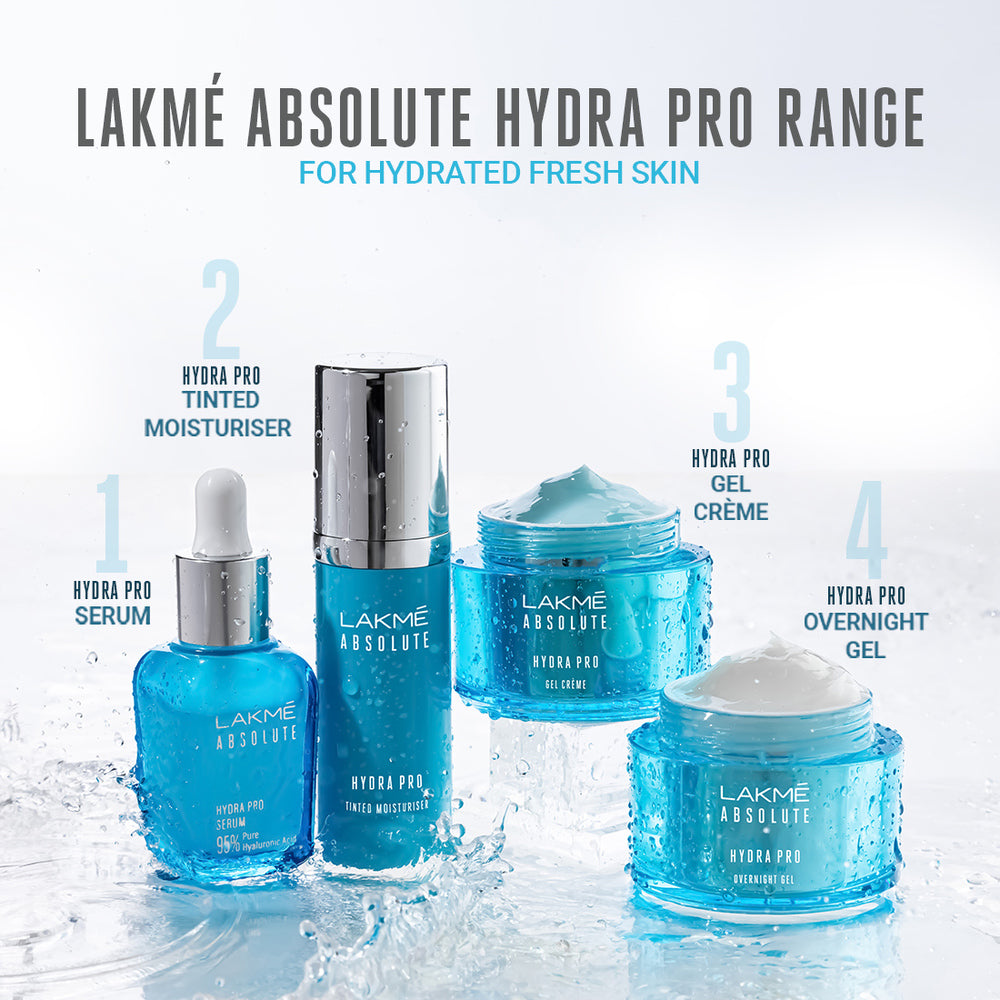 LAKMÉ ABSOLUTE HYDRA PRO RANGE
FOR HYDRATED FRESH SKIN
1
HYDRA PRO
SERUM
2
HYDRA PRO
TINTED
MOISTURISER
3
HYDRA PRO
GEL
CRÈME
4
HYDRA PRO
OVERNIGHT
GEL
LAKMÉ
ABSOLUTE
HYDRA PRO
SERUM
95% Pure
Hyaluronic Acid
LAKMÉ
ABSOLUTE
HYDRA PRO
TINTED MOISTURISER
LAKMÉ
ABSOLUTE
HYDRA PRO
GEL CRÈME
LAKMÉ
ABSOLUTE
HYDRA PRO
OVERNIGHT GEL